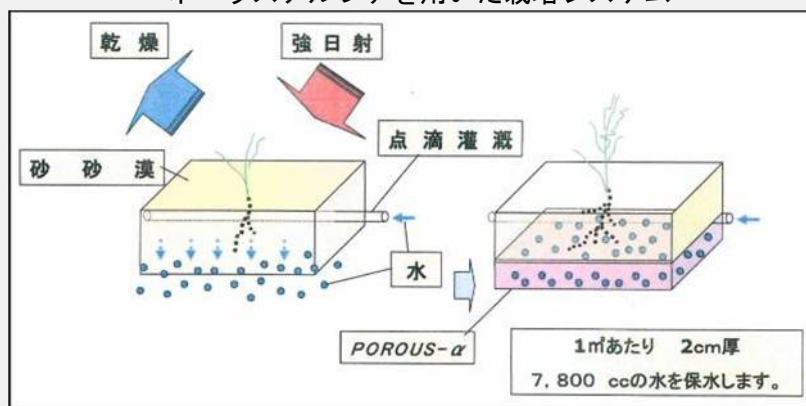 乾燥
強日射
点滴灌漑
砂砂漠
水
POROUS-α
1㎡あたり 2cm厚
7,800 ccの水を保水します。